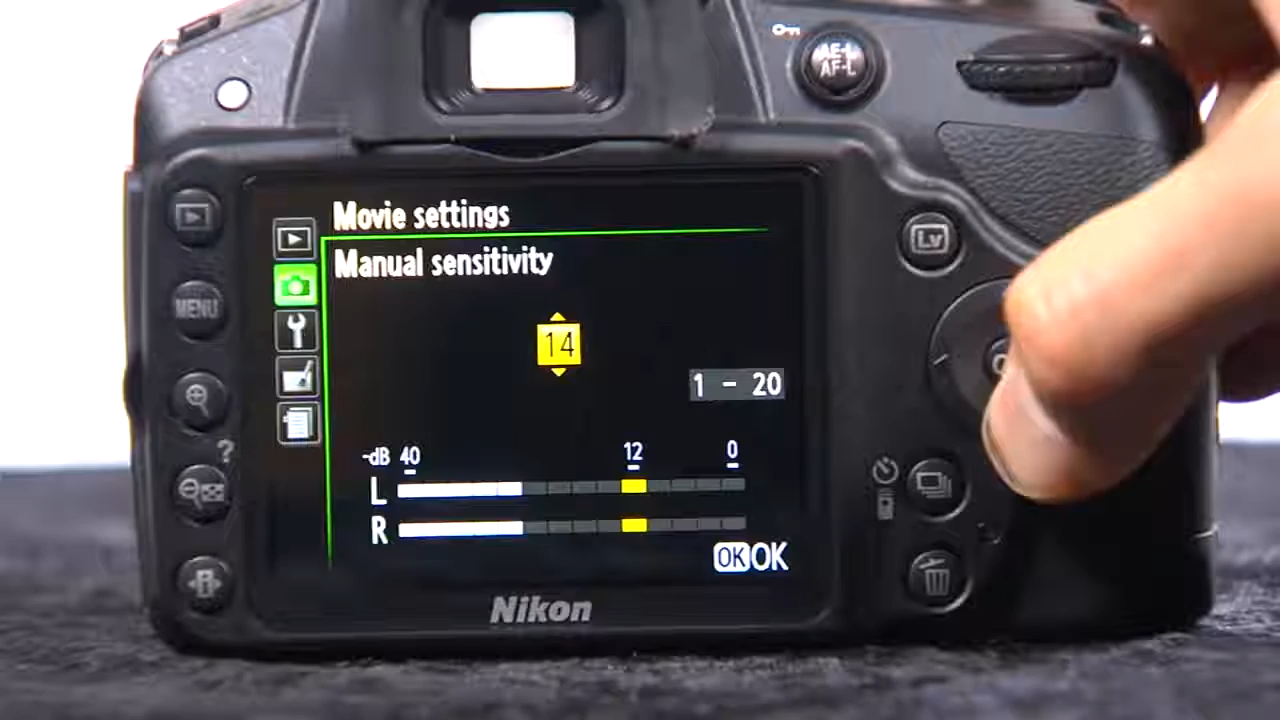 AE-L
AF-L
Movie settings
Manual sensitivity
14
1 - 20
-dB 40 12 0
L
R
OK OK
Nikon
MENU
?
Lv